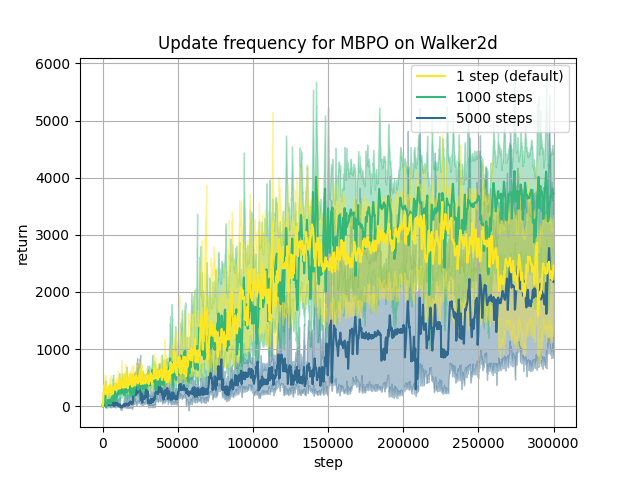 Update frequency for MBPO on Walker2d
6000
5000
4000
3000
2000
1000
0
return
1 step (default)
1000 steps
5000 steps
0
50000
100000
150000
200000
250000
300000
step